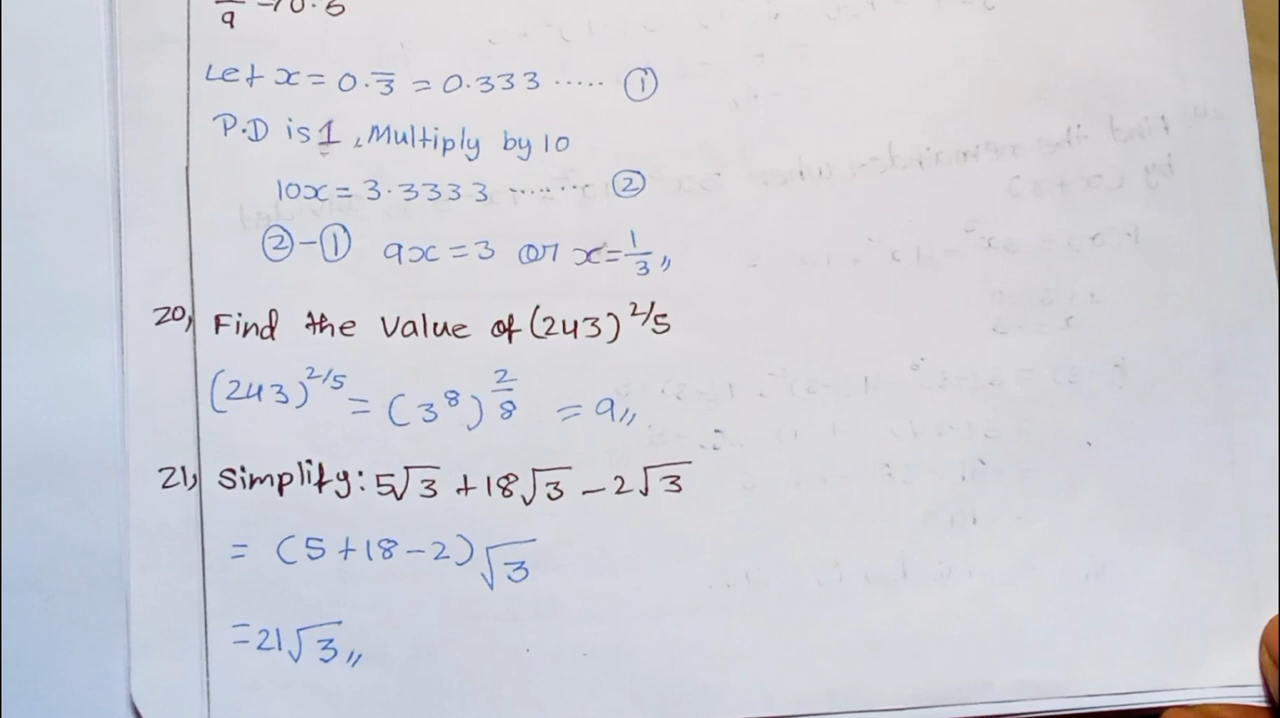 9
Let x = 0.3̅ = 0.333 ..... ①
P.D is 1, Multiply by 10
10x = 3.3333 ....... ②
②-① 9x = 3 or x = 1/3,,
20, Find the value of (243)^2/5
(243)^2/5 = (3^8)^2/8 = 9,,
21, Simplify: 5√3 + 18√3 - 2√3
= (5+18-2)√3
= 21√3,,